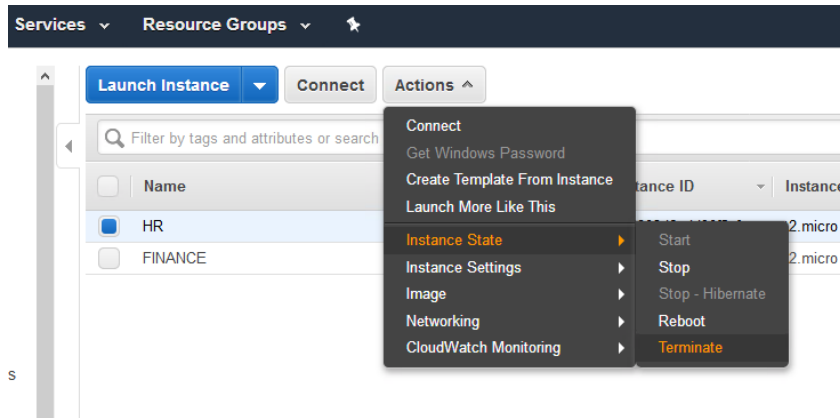 Services Resource Groups
Launch Instance Connect Actions
Filter by tags and attributes or search
Connect
Get Windows Password
Create Template From Instance
Launch More Like This
Instance State
Instance Settings
Image
Networking
CloudWatch Monitoring
Start
Stop
Stop - Hibernate
Reboot
Terminate
Name tance ID Instance
HR 2.micro
FINANCE 2.micro
s